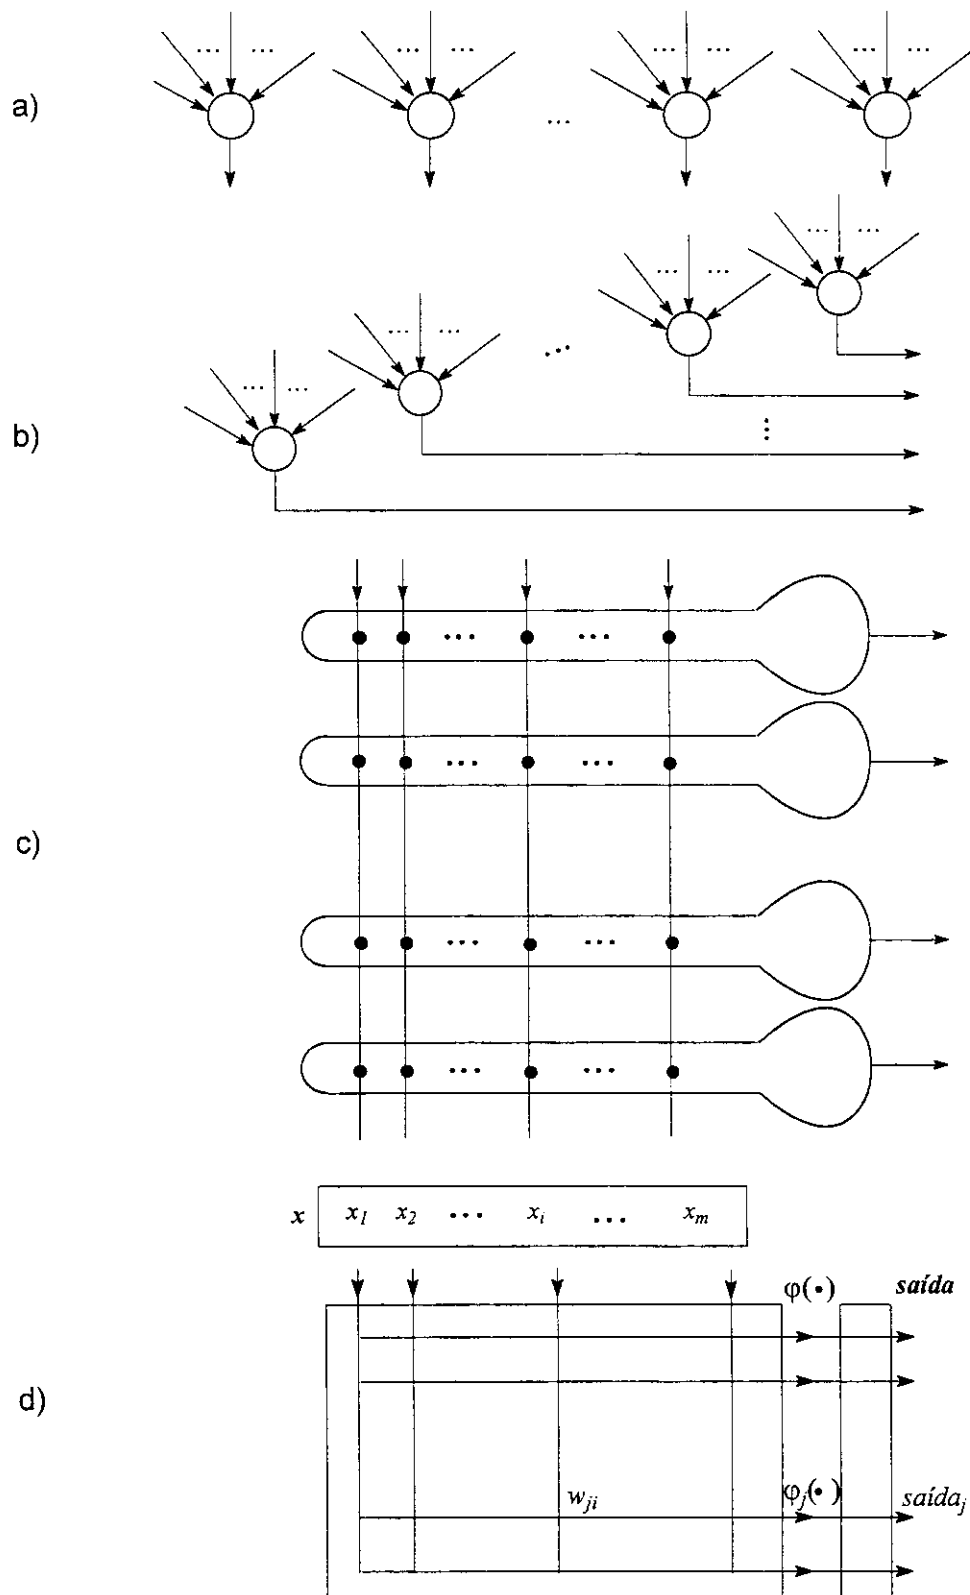 a)
... ... ... ... ... ... ... ... ...
... ...
b)
... ... ... ...
... ...
...
⋮
c)
... ...
... ...
... ...
... ...
x x1 x2 ... xi ... xm
φ(•) saída
d)
wji φj(•) saídaj